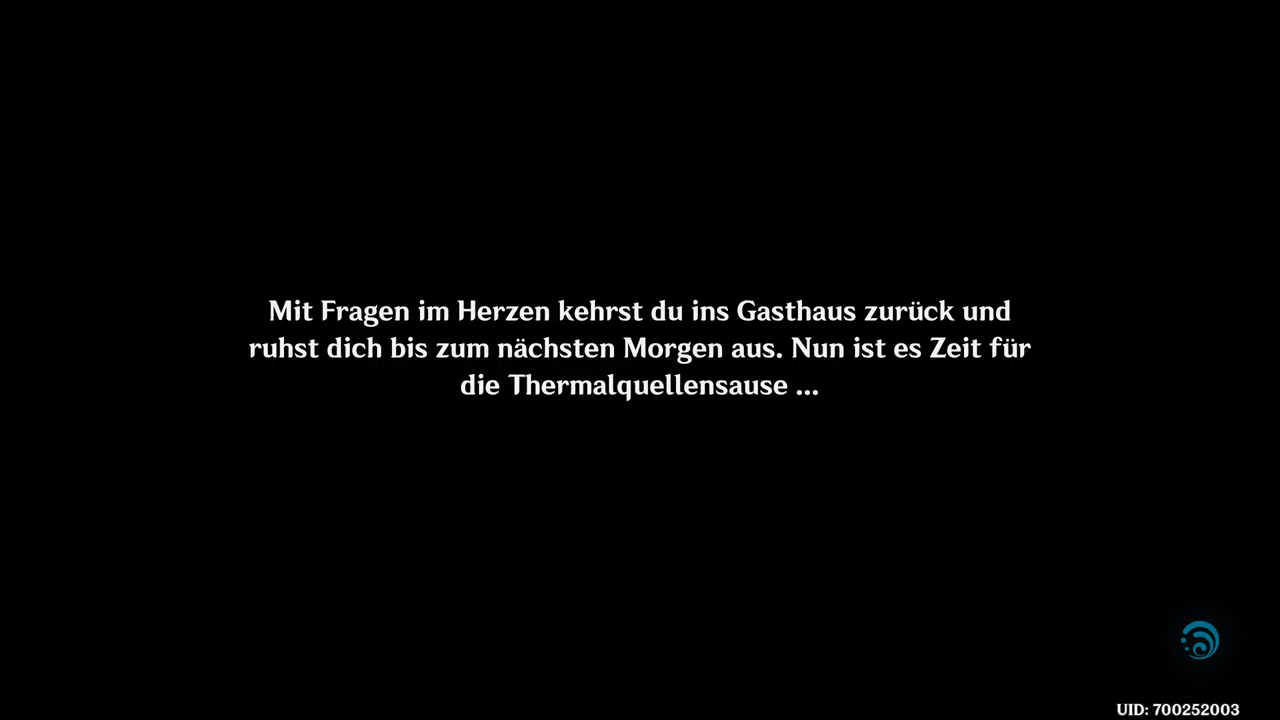 Mit Fragen im Herzen kehrst du ins Gasthaus zurück und
ruhst dich bis zum nächsten Morgen aus. Nun ist es Zeit für
die Thermalquellensause ...
UID: 700252003